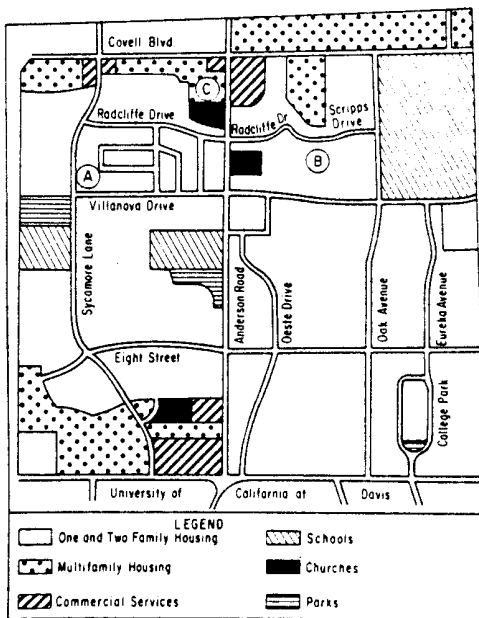 Covell Blvd.
C
Radcliffe Drive
Radcliffe Dr
Scripps
Drive
A
B
Villanova Drive
Sycamore Lane
Anderson Road
Oeste Drive
Oak Avenue
Eureka Avenue
Eight Street
College Park
University of California at Davis
LEGEND
One and Two Family Housing
Schools
Multifamily Housing
Churches
Commercial Services
Parks